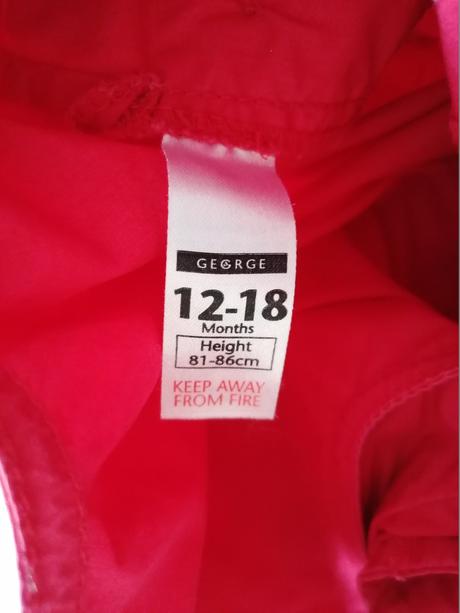 GEORGE
12-18
Months
Height
81-86cm
KEEP AWAY
FROM FIRE